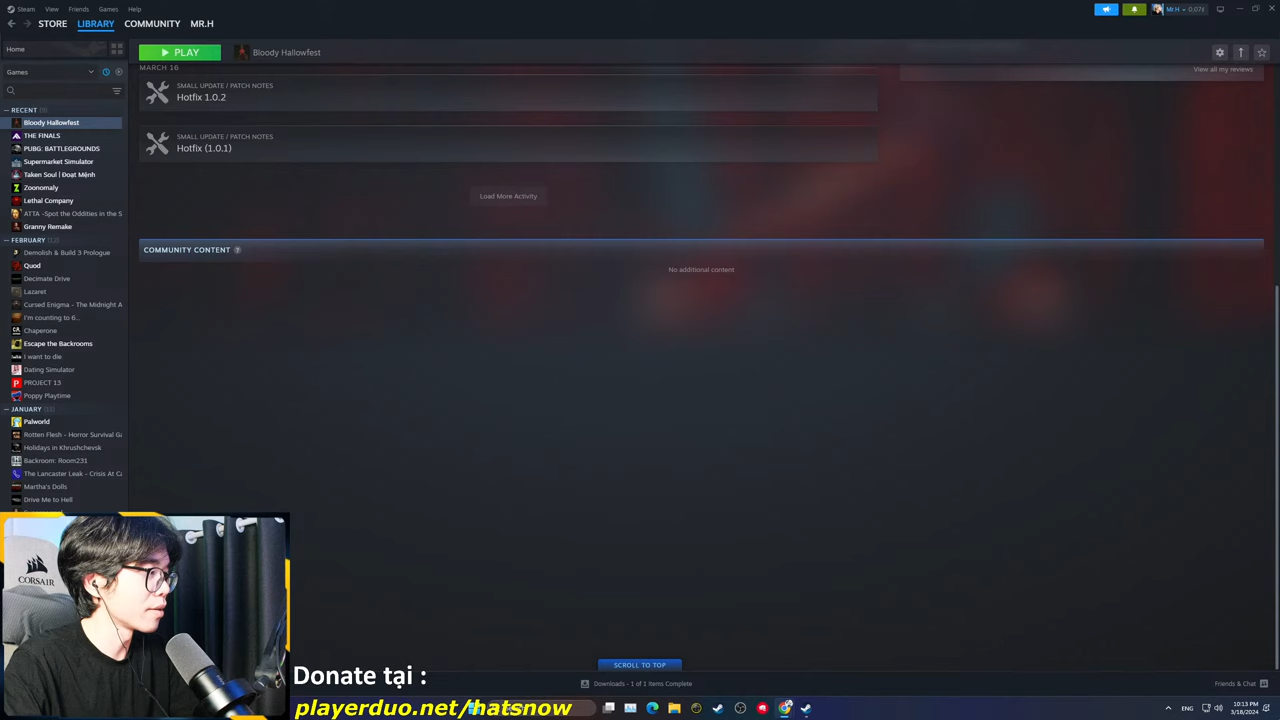 Steam View Friends Games Help
Mr H 0,07₫
STORE LIBRARY COMMUNITY MR.H
Home
PLAY Bloody Hallowfest
Games
MARCH 16
View all my reviews
SMALL UPDATE / PATCH NOTES
Hotfix 1.0.2
SMALL UPDATE / PATCH NOTES
Hotfix (1.0.1)
Load More Activity
COMMUNITY CONTENT ?
No additional content
RECENT (9)
Bloody Hallowfest
THE FINALS
PUBG: BATTLEGROUNDS
Supermarket Simulator
Taken Soul | Đoạt Mệnh
Zoonomaly
Lethal Company
ATTA -Spot the Oddities in the S
Granny Remake
FEBRUARY (12)
Demolish & Build 3 Prologue
Quod
Decimate Drive
Lazaret
Cursed Enigma - The Midnight A
I'm counting to 6...
Chaperone
Escape the Backrooms
I want to die
Dating Simulator
PROJECT 13
Poppy Playtime
JANUARY
Palworld
Rotten Flesh - Horror Survival Ga
Holidays in Khrushchevsk
Backroom: Room231
The Lancaster Leak - Crisis At Ca
Martha's Dolls
Drive Me to Hell
CORSAIR
SCROLL TO TOP
Donate tại :
Downloads - 1 of 1 Items Complete
Friends & Chat
playerduo.net/hatsnow
ENG
10:13 PM
3/18/2024